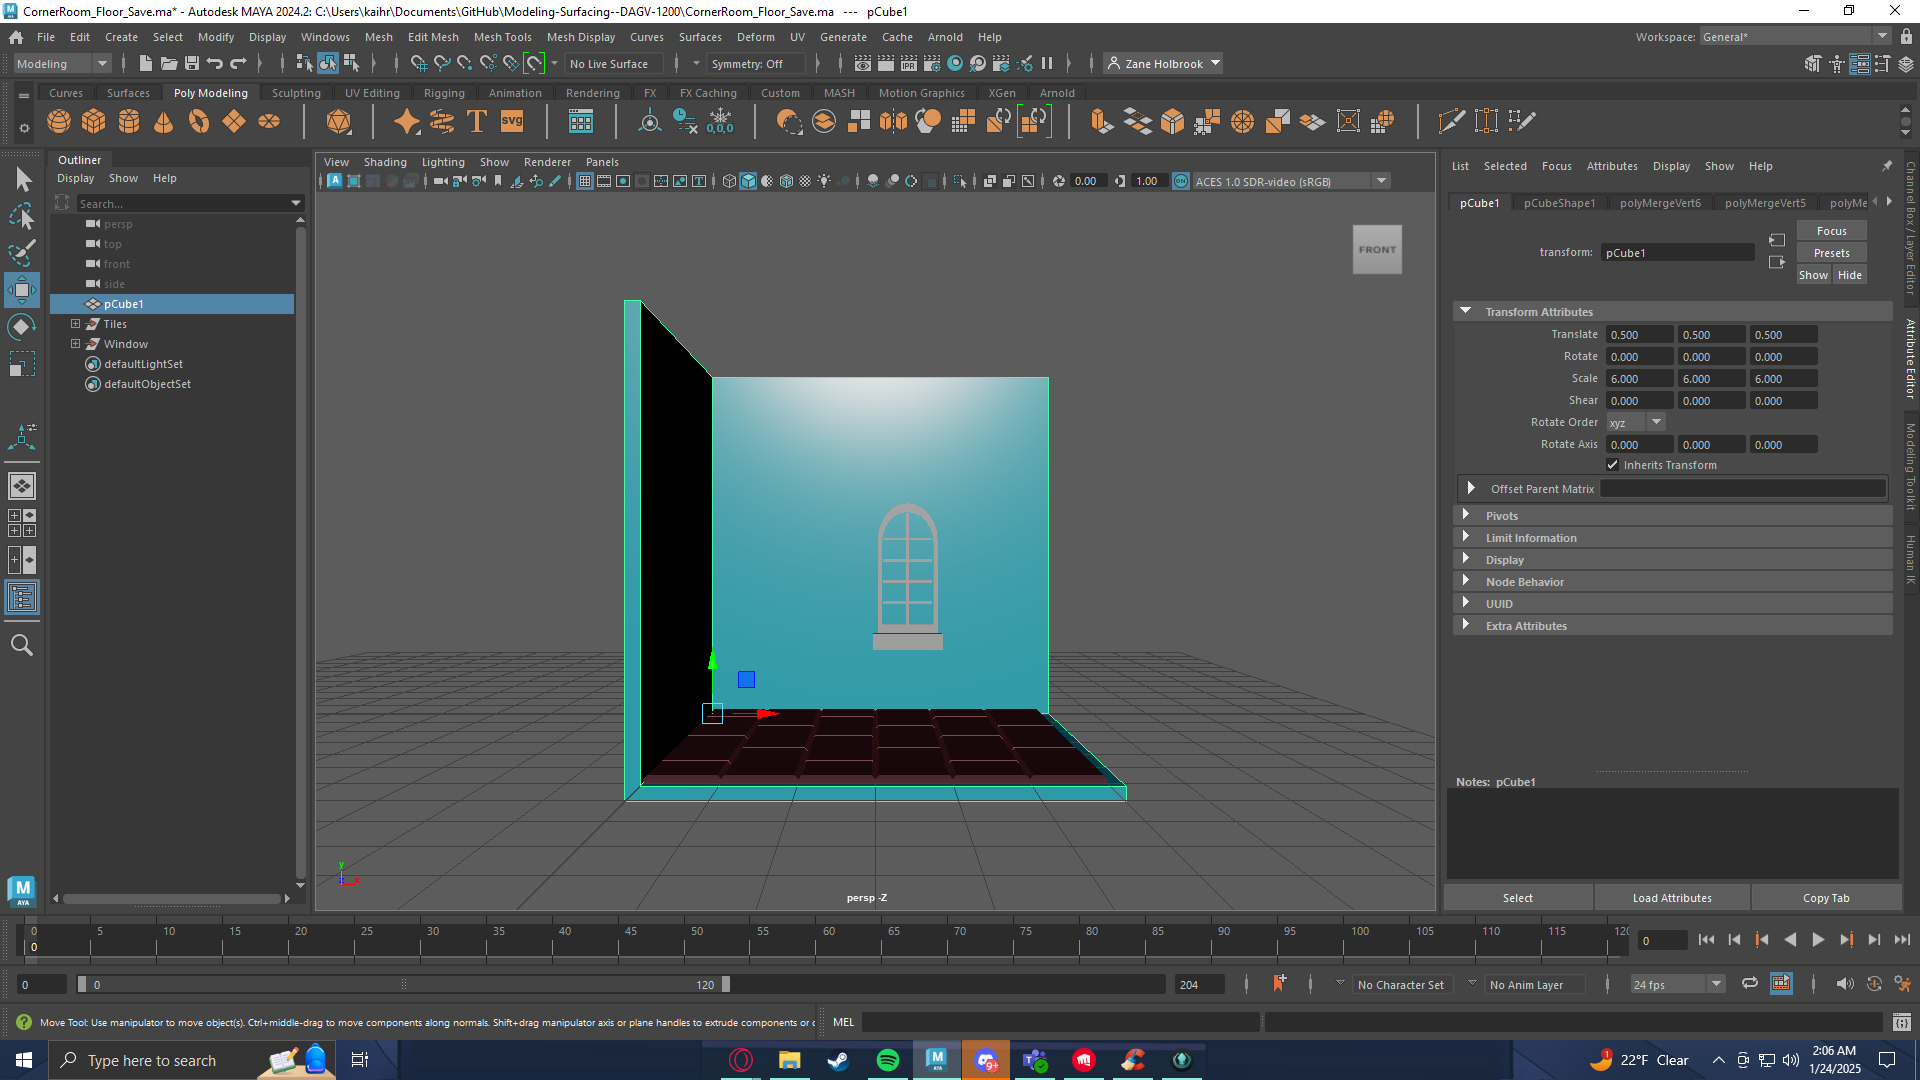 CornerRoom_Floor_Save.ma* - Autodesk MAYA 2024.2: C:\Users\kaihr\Documents\GitHub\Modeling-Surfacing--DAGV-1200\CornerRoom_Floor_Save.ma   ---   pCube1
File Edit Create Select Modify Display Windows Mesh Edit Mesh Mesh Tools Mesh Display Curves Surfaces Deform UV Generate Cache Arnold Help
Workspace: General*
Modeling
No Live Surface
Symmetry: Off
Zane Holbrook
Curves Surfaces Poly Modeling Sculpting UV Editing Rigging Animation Rendering FX FX Caching Custom MASH Motion Graphics XGen Arnold
SVG
0,0,0
Outliner
Display Show Help
Search...
persp
top
front
side
pCube1
Tiles
Window
defaultLightSet
defaultObjectSet
View Shading Lighting Show Renderer Panels
0.00
1.00
ACES 1.0 SDR-video (sRGB)
FRONT
persp -Z
y
z
x
List Selected Focus Attributes Display Show Help
pCube1 pCubeShape1 polyMergeVert6 polyMergeVert5 polyMe
transform: pCube1
Focus
Presets
Show Hide
Transform Attributes
Translate 0.500 0.500 0.500
Rotate 0.000 0.000 0.000
Scale 6.000 6.000 6.000
Shear 0.000 0.000 0.000
Rotate Order xyz
Rotate Axis 0.000 0.000 0.000
Inherits Transform
Offset Parent Matrix
Pivots
Limit Information
Display
Node Behavior
UUID
Extra Attributes
Notes: pCube1
Select Load Attributes Copy Tab
Channel Box / Layer Editor
Attribute Editor
Modeling Toolkit
Human IK
0 5 10 15 20 25 30 35 40 45 50 55 60 65 70 75 80 85 90 95 100 105 110 115 120
0
0
0
0
120
204
No Character Set
No Anim Layer
24 fps
Move Tool: Use manipulator to move object(s). Ctrl+middle-drag to move components along normals. Shift+drag manipulator axis or plane handles to extrude components or c
MEL
Type here to search
22°F Clear
2:06 AM
1/24/2025